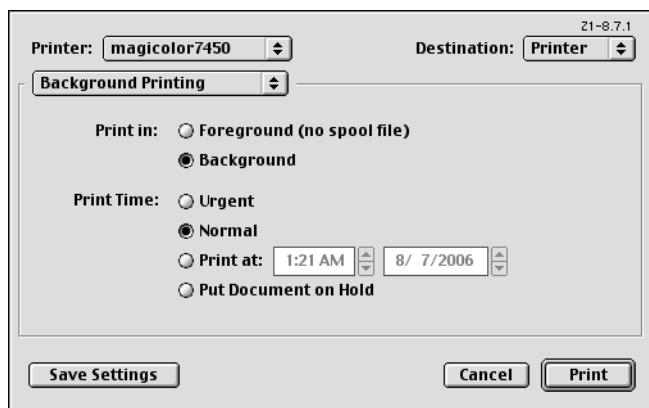 Z1-8.7.1
Printer: magicolor7450 Destination: Printer
Background Printing
Print in: Foreground (no spool file)
Background
Print Time: Urgent
Normal
Print at: 1:21 AM 8/ 7/2006
Put Document on Hold
Save Settings Cancel Print